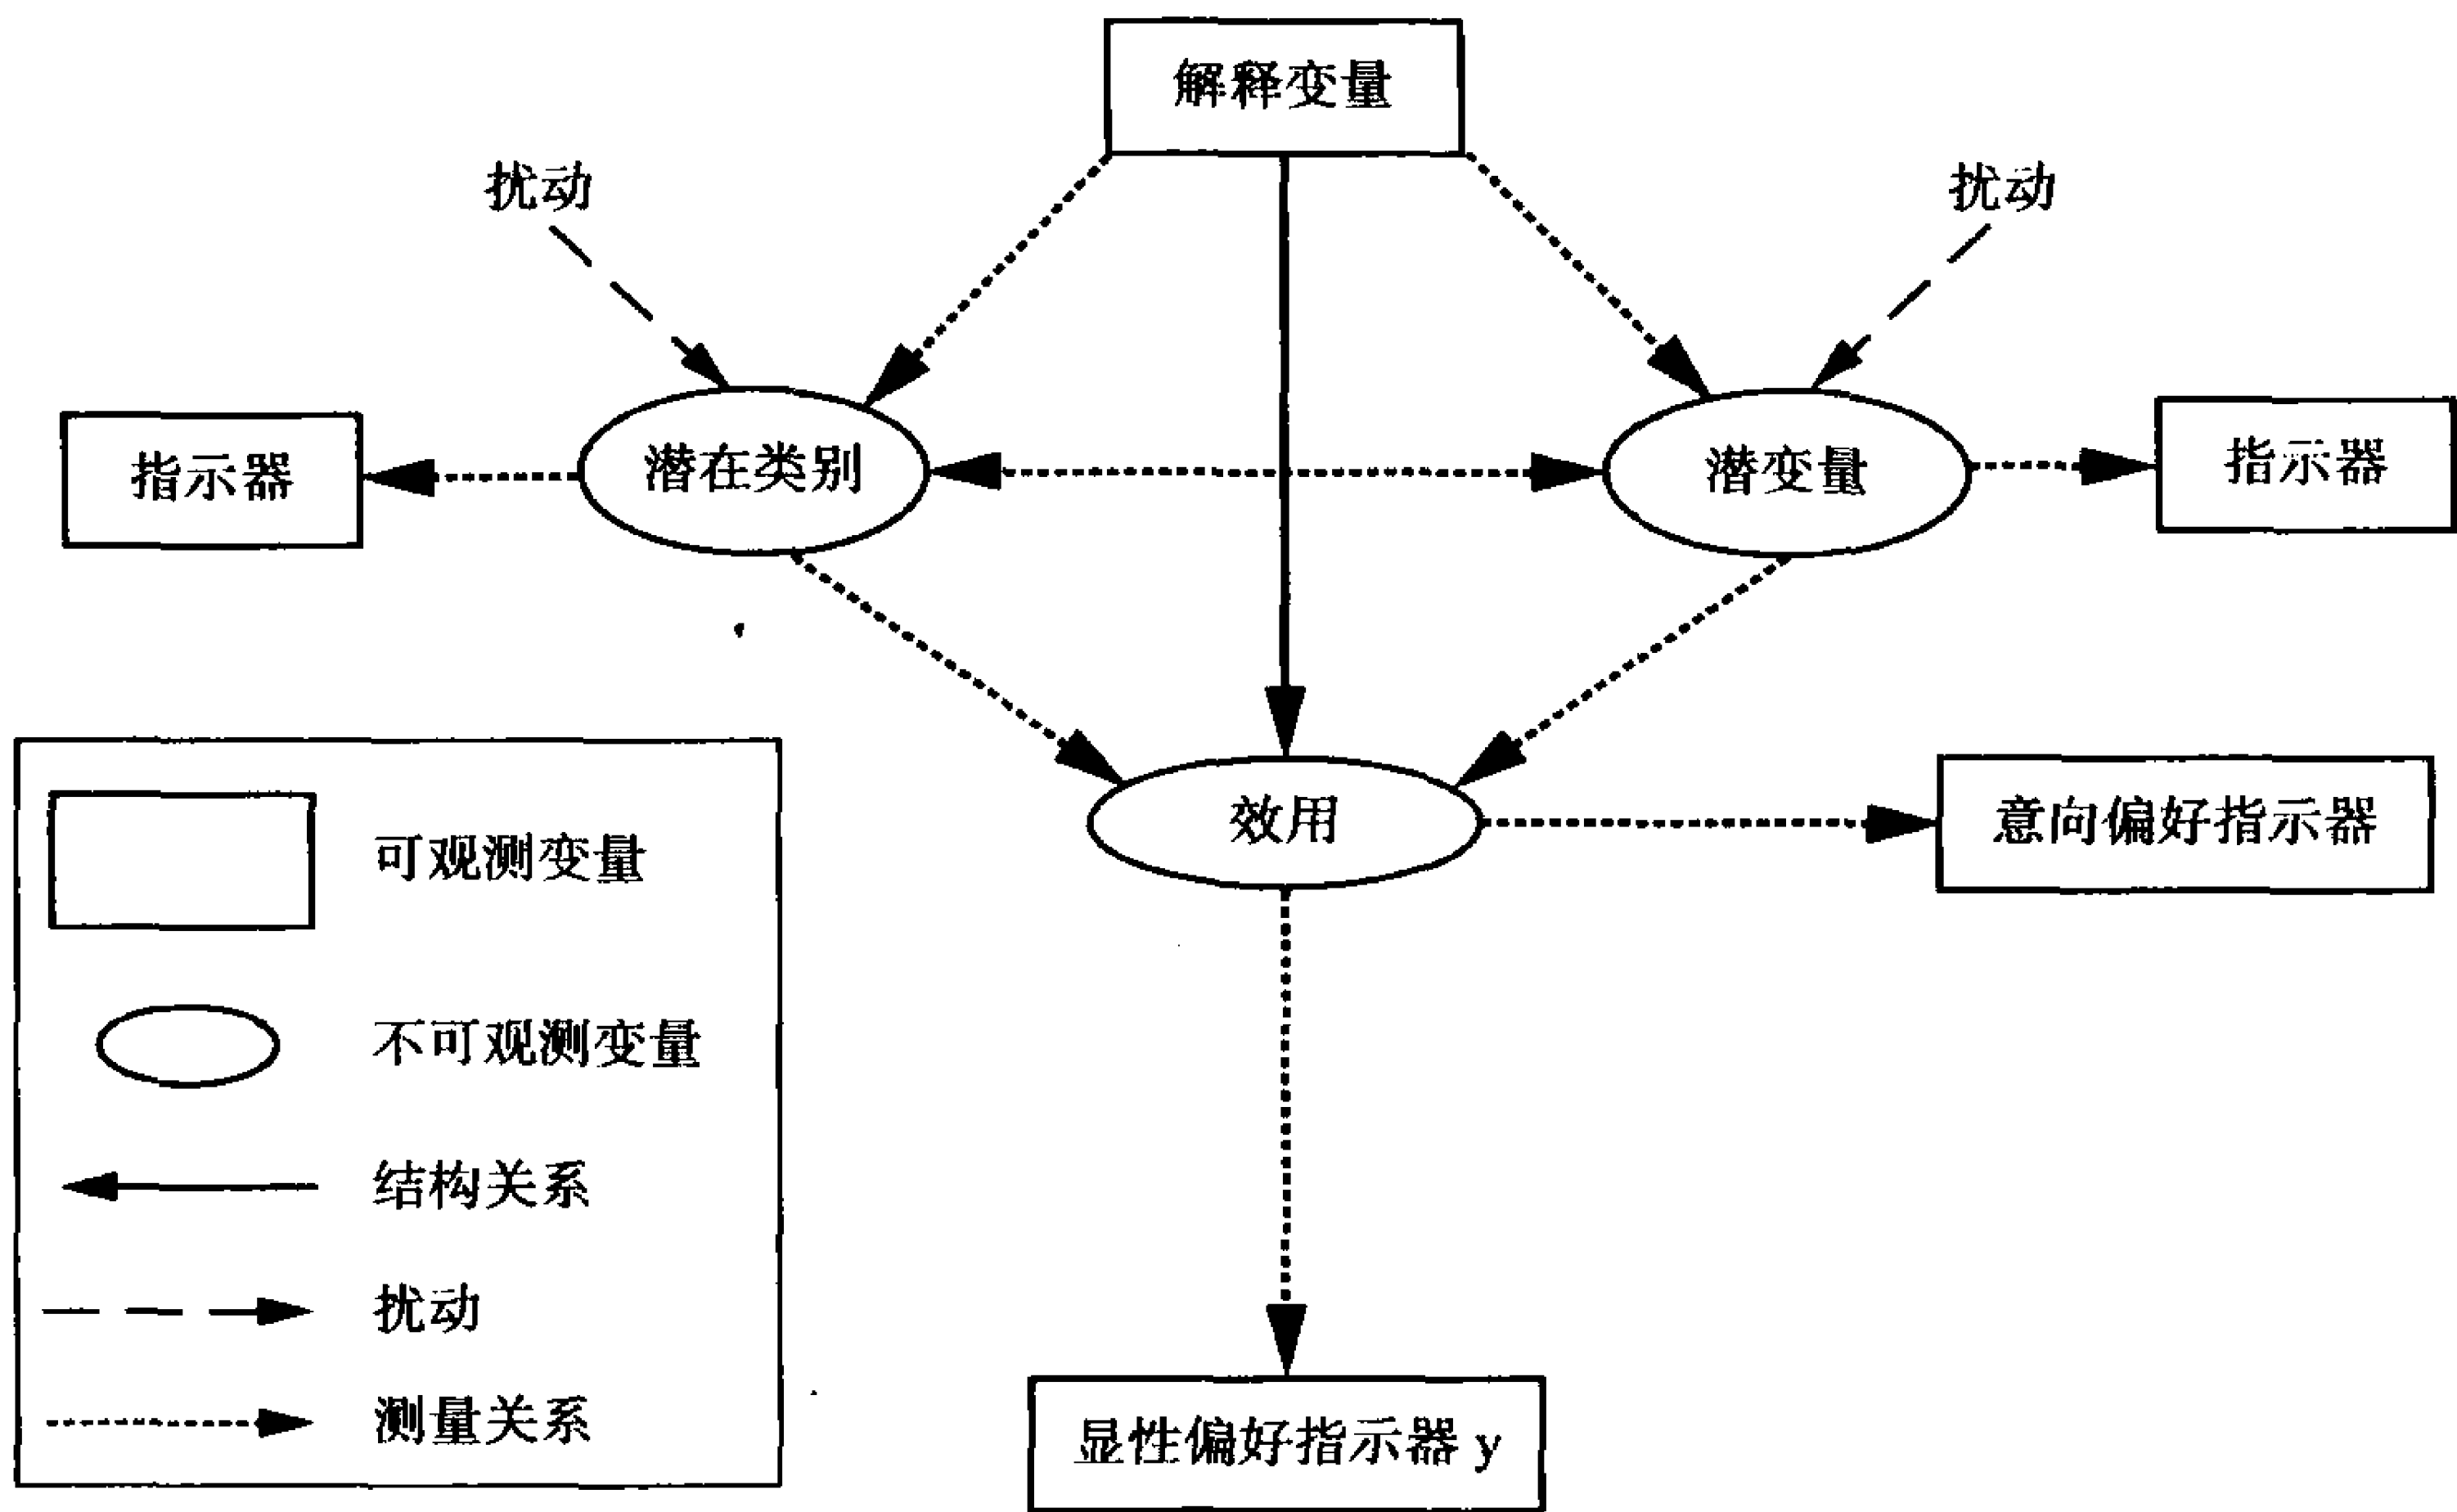 解释变量
扰动
扰动
指示器
潜在类别
潜变量
指示器
效用
意向偏好指示器
可观测变量
不可观测变量
结构关系
扰动
测量关系
显性偏好指示器 y